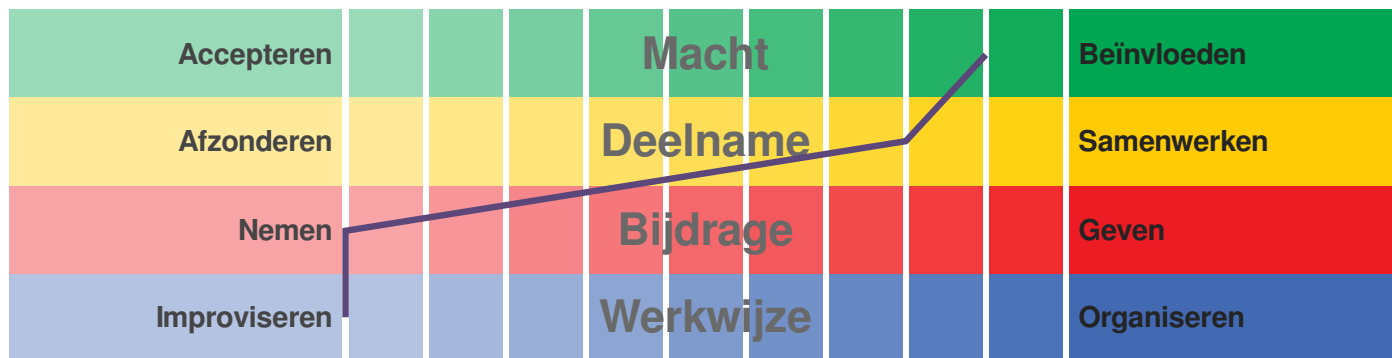 Accepteren Macht Beïnvloeden
Afzonderen Deelname Samenwerken
Nemen Bijdrage Geven
Improviseren Werkwijze Organiseren